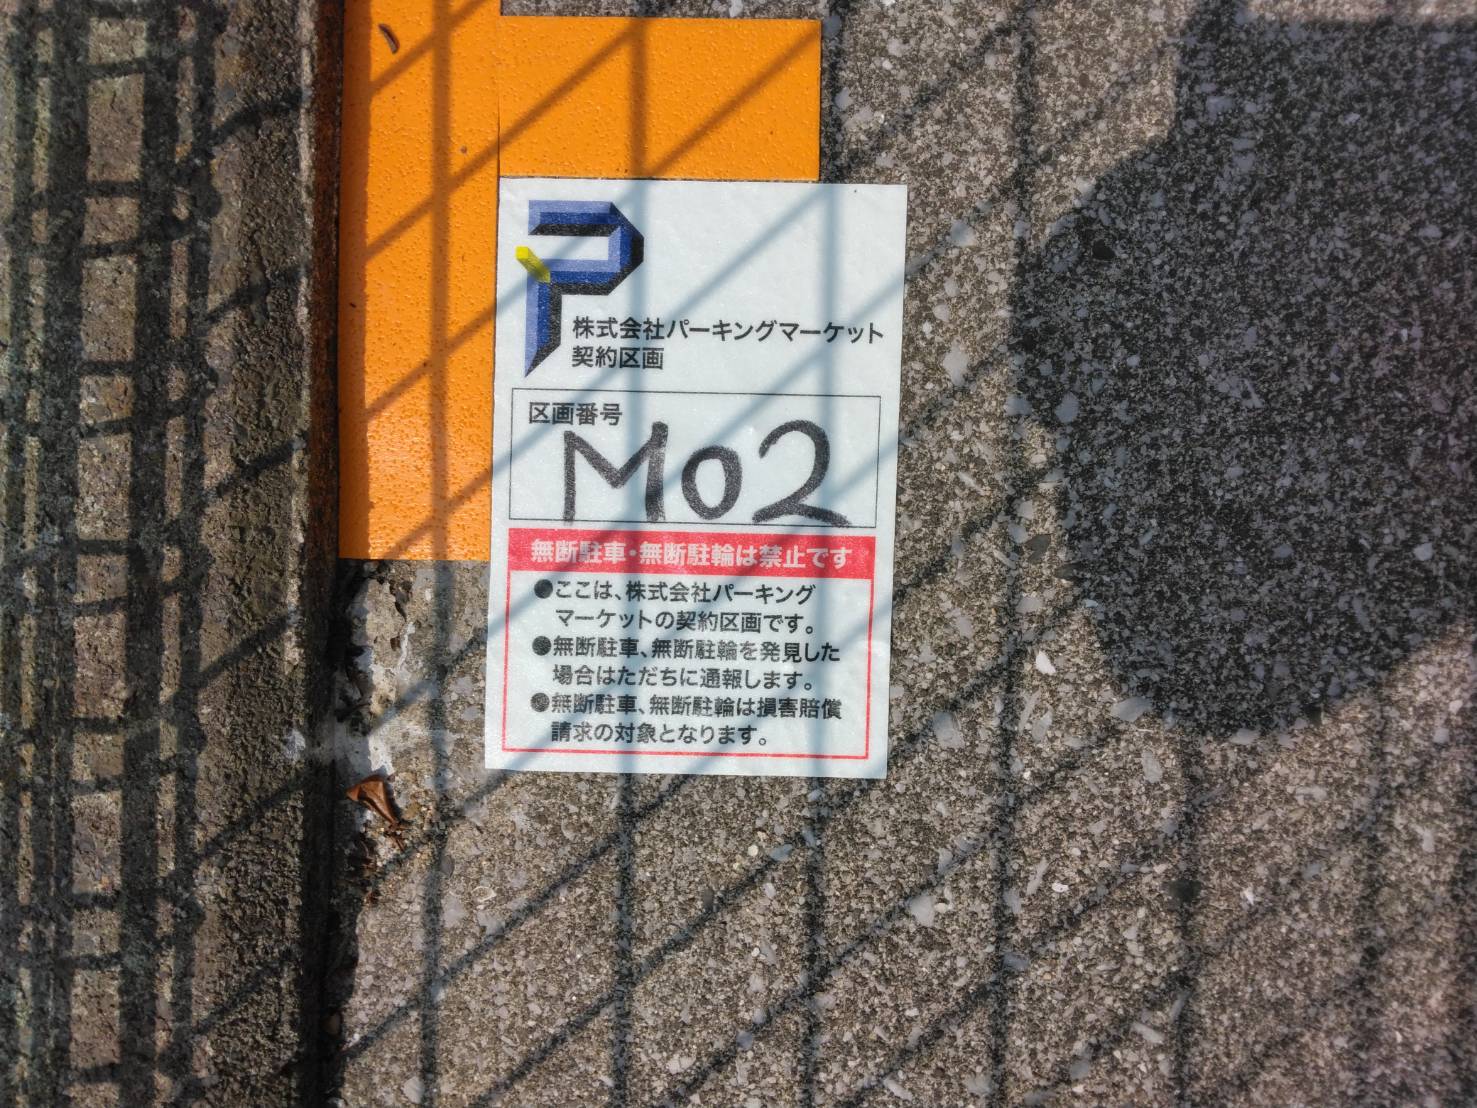 株式会社パーキングマーケット
契約区画
区画番号
M02
無断駐車・無断駐輪は禁止です
●ここは、株式会社パーキング
マーケットの契約区画です。
●無断駐車、無断駐輪を発見した
場合はただちに通報します。
●無断駐車、無断駐輪は損害賠償
請求の対象となります。